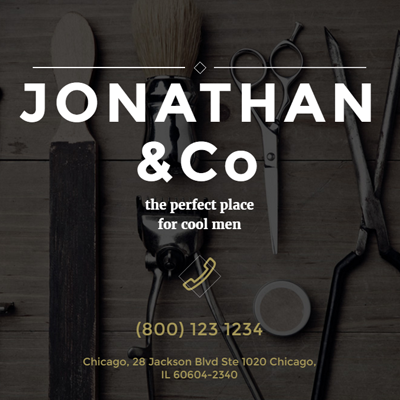 JONATHAN
&Co
the perfect place
for cool men
(800) 123 1234
Chicago, 28 Jackson Blvd Ste 1020 Chicago,
IL 60604-2340